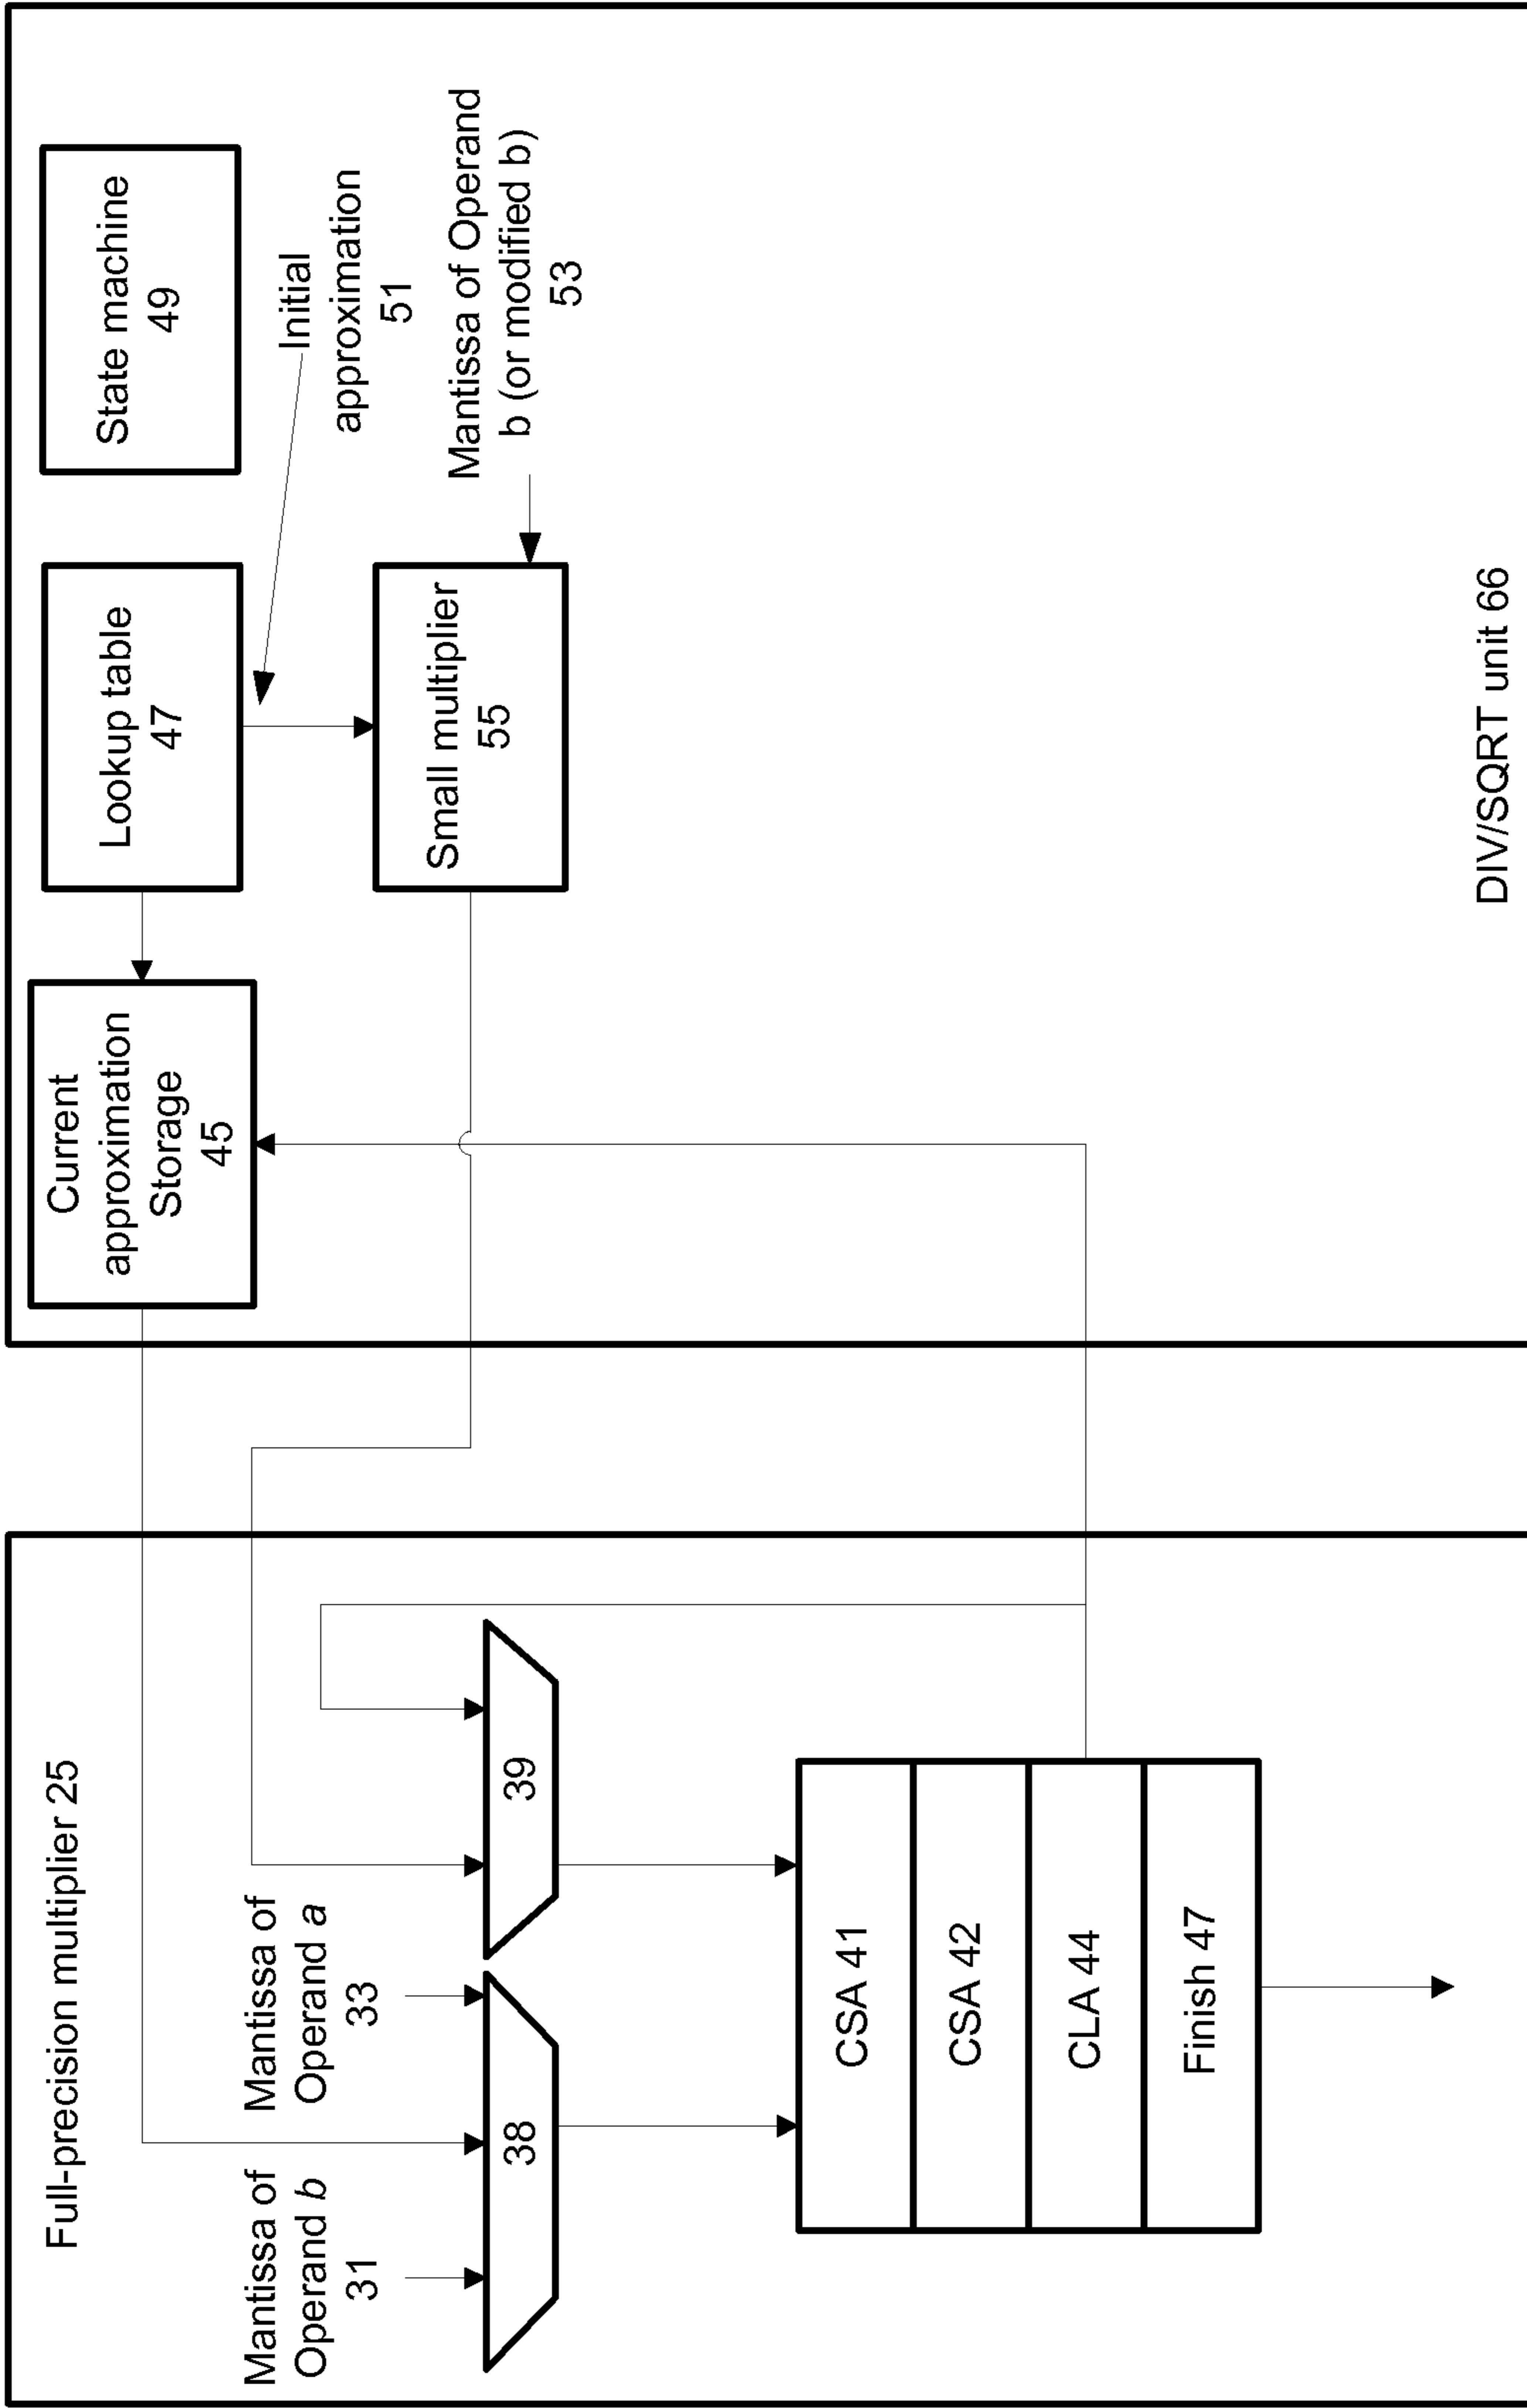 Full-precision multiplier 25
Mantissa of
Operand b
31
Mantissa of
Operand a
33
38
39
CSA 41
CSA 42
CLA 44
Finish 47
Current
approximation
Storage
45
Lookup table
47
State machine
49
Initial
approximation
51
Small multiplier
55
Mantissa of Operand
b (or modified b)
53
DIV/SQRT unit 66